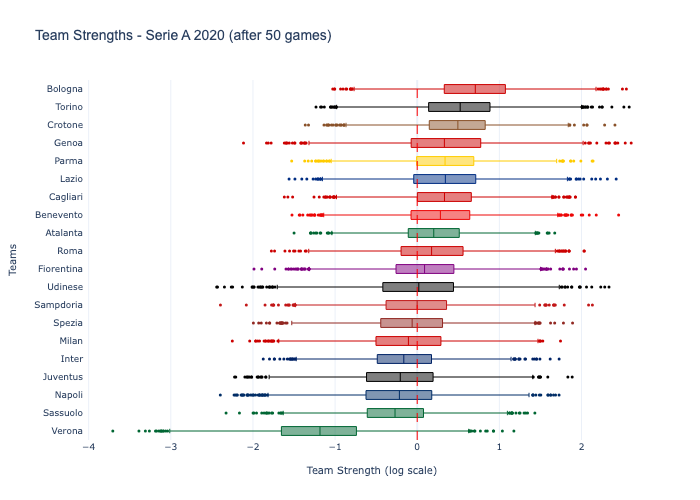 Team Strengths - Serie A 2020 (after 50 games)
Bologna
Torino
Crotone
Genoa
Parma
Lazio
Cagliari
Benevento
Atalanta
Roma
Fiorentina
Udinese
Sampdoria
Spezia
Milan
Inter
Juventus
Napoli
Sassuolo
Verona
Teams
−4 −3 −2 −1 0 1 2
Team Strength (log scale)